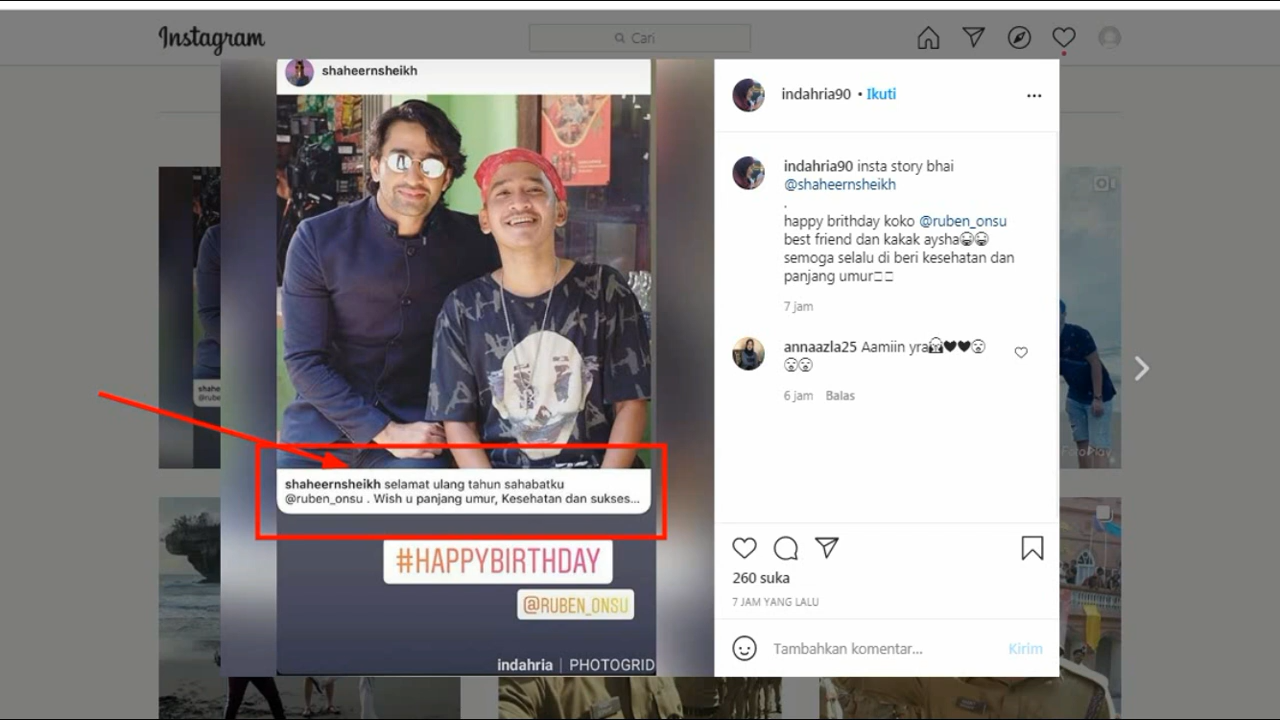 Instagram
Cari
shaheernsheikh
shaheernsheikh selamat ulang tahun sahabatku
@ruben_onsu . Wish u panjang umur, Kesehatan dan sukses...
#HAPPYBIRTHDAY
@RUBEN_ONSU
indahria | PHOTOGRID
indahria90 • Ikuti
indahria90 insta story bhai
@shaheernsheikh
.
happy brithday koko @ruben_onsu
best friend dan kakak aysha
semoga selalu di beri kesehatan dan
panjang umur
7 jam
annaazla25 Aamiin yra
6 jam Balas
260 suka
7 JAM YANG LALU
Tambahkan komentar...
Kirim
shahe
@rube
FotoPlay